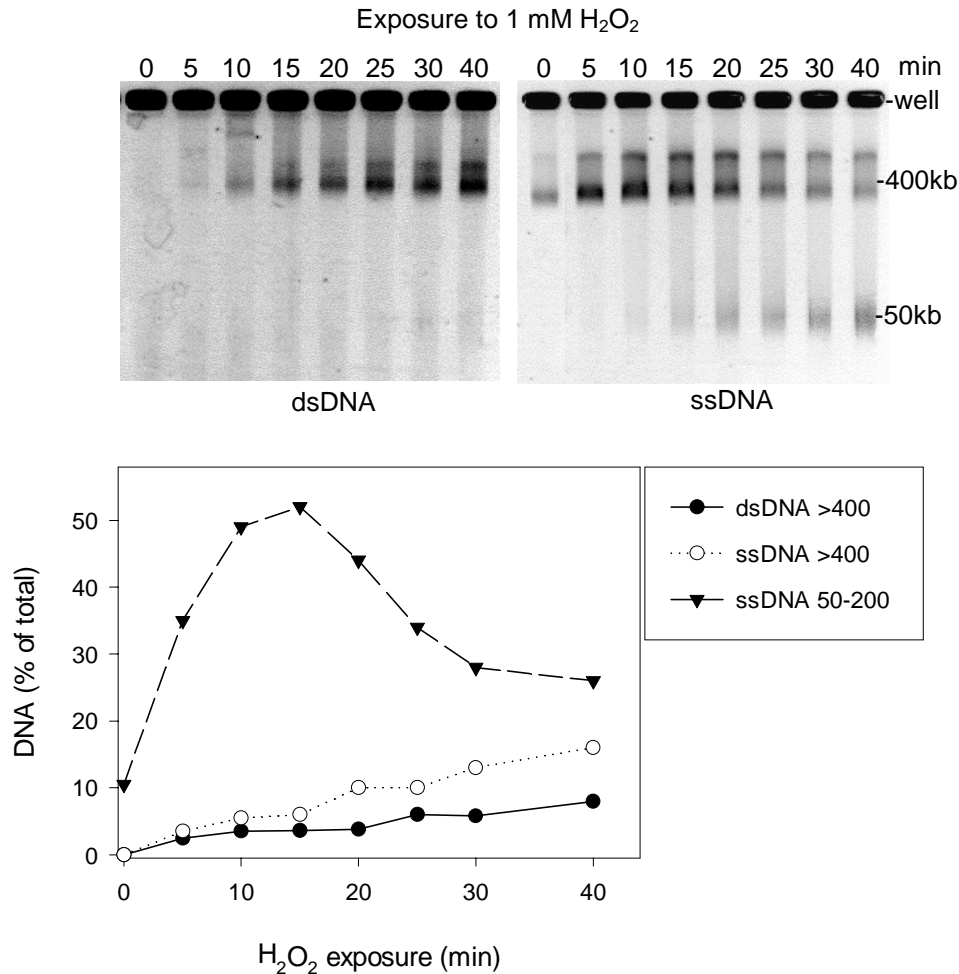 Exposure to 1 mM H₂O₂
0 5 10 15 20 25 30 40 0 5 10 15 20 25 30 40 min
-well
-400kb
-50kb
dsDNA ssDNA
DNA (% of total)
50
40
30
20
10
0
0 10 20 30 40
H₂O₂ exposure (min)
dsDNA >400
ssDNA >400
ssDNA 50-200